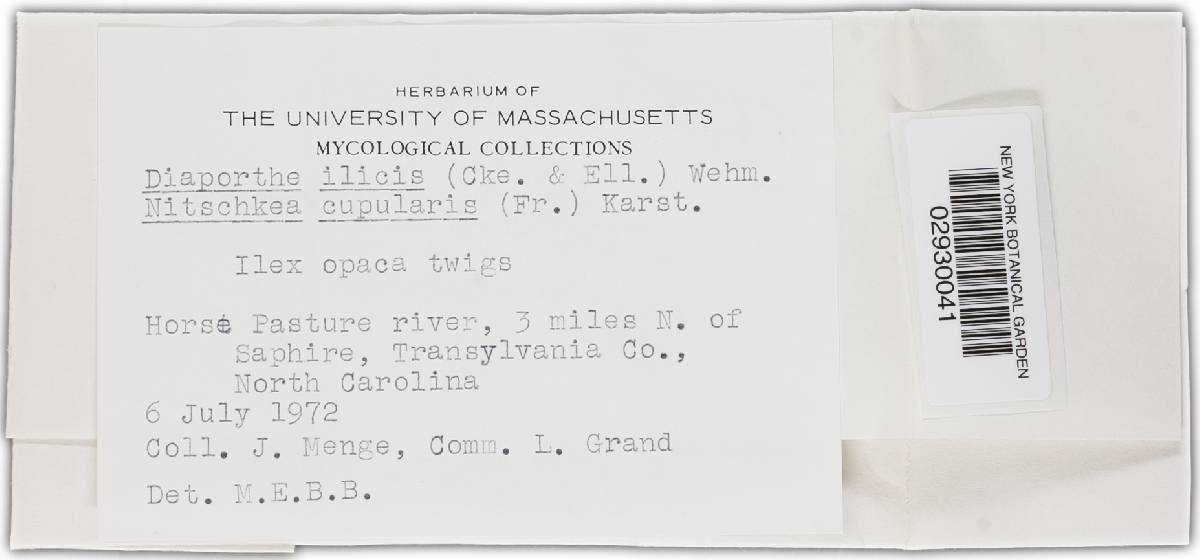 HERBARIUM OF
THE UNIVERSITY OF MASSACHUSETTS
MYCOLOGICAL COLLECTIONS
Diaporthe ilicis (Cke. & Ell.) Wehm.
Nitschkea cupularis (Fr.) Karst.
Ilex opaca twigs
Horse Pasture river, 3 miles N. of
Saphire, Transylvania Co.,
North Carolina
6 July 1972
Coll. J. Menge, Comm. L. Grand
Det. M.E.B.B.
NEW YORK BOTANICAL GARDEN
02930041